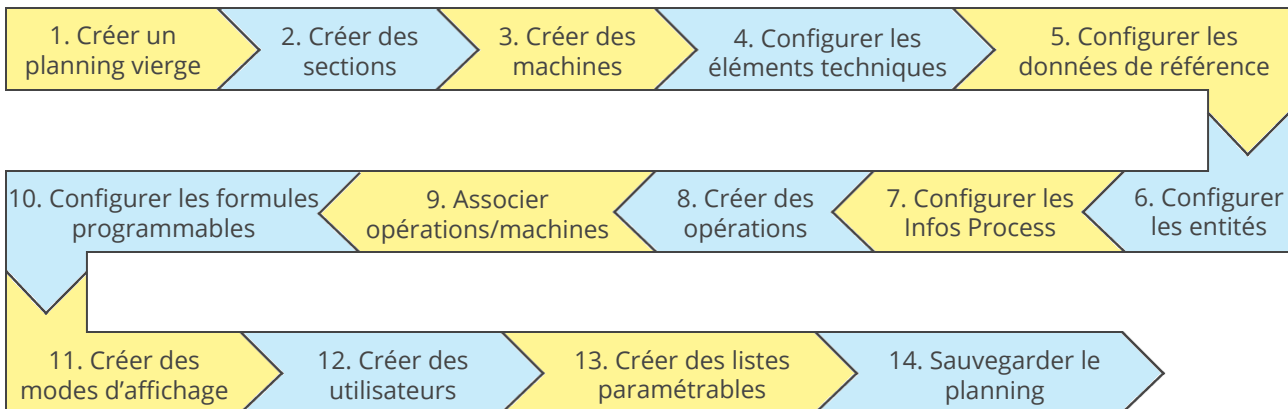 1. Créer un
planning vierge
2. Créer des
sections
3. Créer des
machines
4. Configurer les
éléments techniques
5. Configurer les
données de référence
6. Configurer
les entités
7. Configurer les
Infos Process
8. Créer des
opérations
9. Associer
opérations/machines
10. Configurer les formules
programmables
11. Créer des
modes d’affichage
12. Créer des
utilisateurs
13. Créer des listes
paramétrables
14. Sauvegarder le
planning